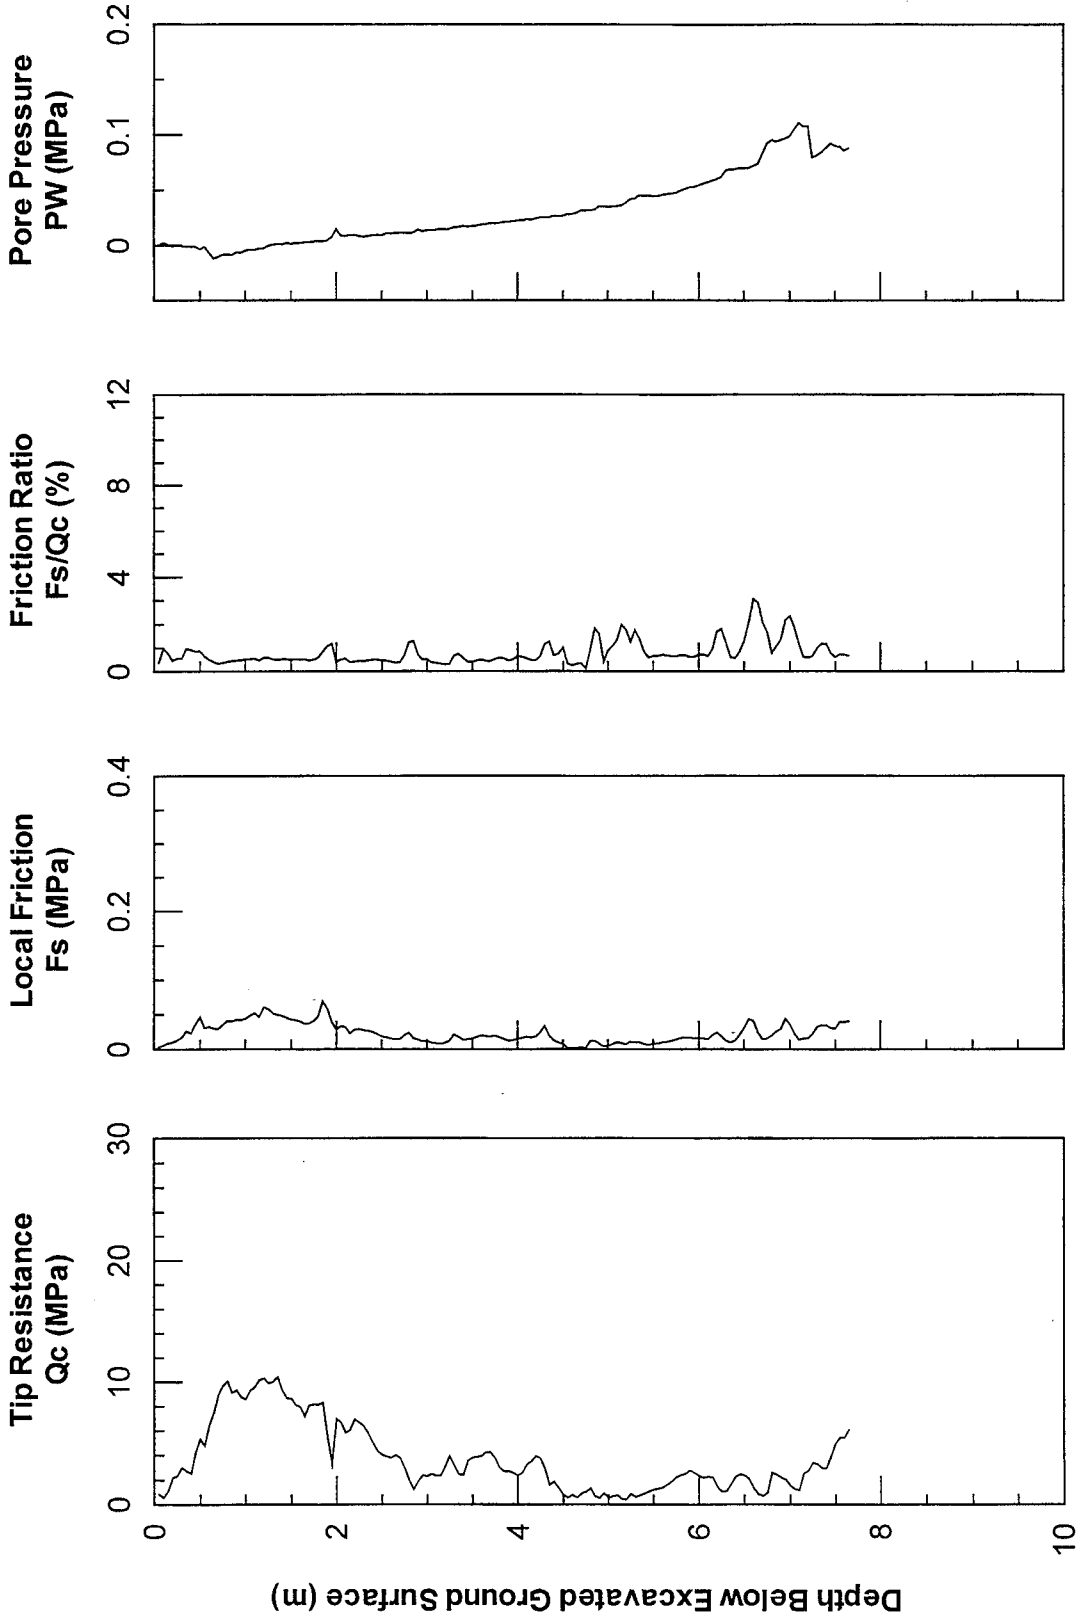 Tip Resistance
Qc (MPa)
0
10
20
30
Local Friction
Fs (MPa)
0
0.2
0.4
Friction Ratio
Fs/Qc (%)
0
4
8
12
Pore Pressure
PW (MPa)
0
0.1
0.2
Depth Below Excavated Ground Surface (m)
0
2
4
6
8
10